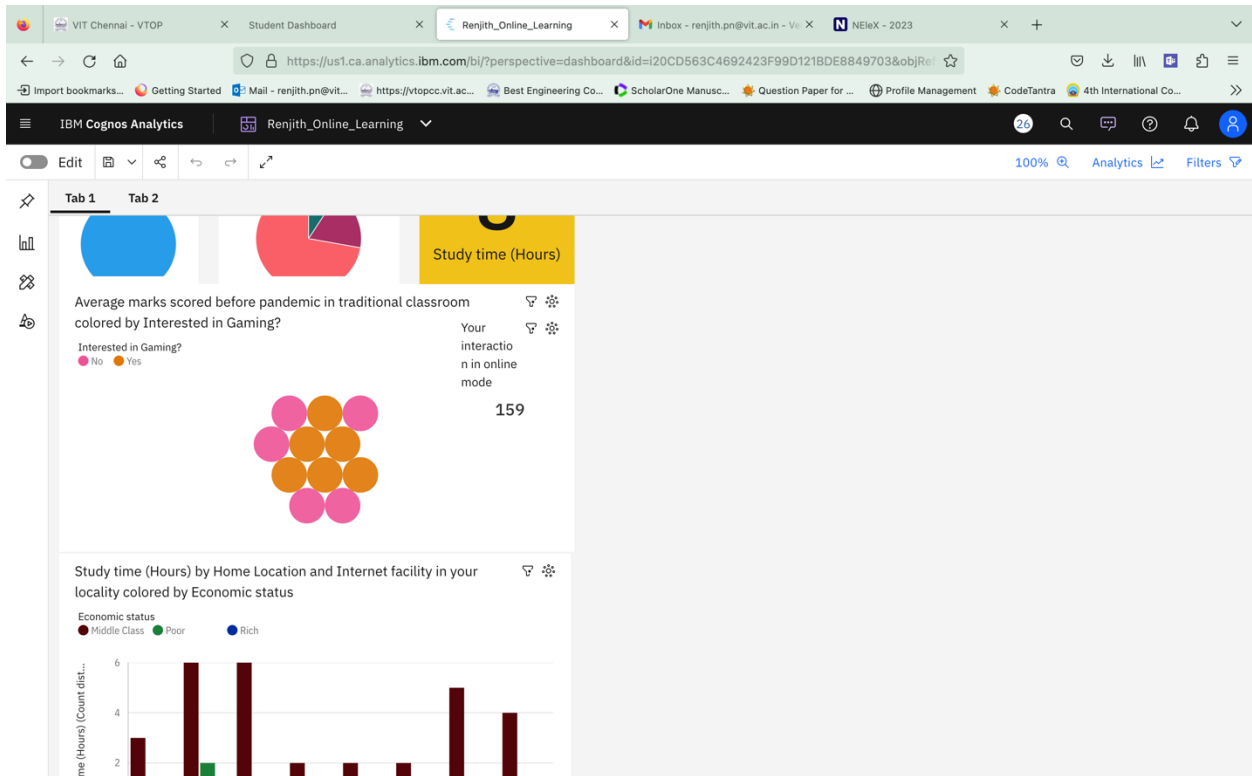 VIT Chennai - VTOP
Student Dashboard
Renjith_Online_Learning
Inbox - renjith.pn@vit.ac.in - Ve
NEleX - 2023
https://us1.ca.analytics.ibm.com/bi/?perspective=dashboard&id=i20CD563C4692423F99D121BDE8849703&objRe
Import bookmarks...
Getting Started
Mail - renjith.pn@vit...
https://vtopcc.vit.ac...
Best Engineering Co...
ScholarOne Manusc...
Question Paper for ...
Profile Management
CodeTantra
4th International Co...
IBM Cognos Analytics
Renjith_Online_Learning
26
Edit
100%
Analytics
Filters
Tab 1
Tab 2
Study time (Hours)
Average marks scored before pandemic in traditional classroom
colored by Interested in Gaming?
Interested in Gaming?
No Yes
Your
interactio
n in online
mode
159
Study time (Hours) by Home Location and Internet facility in your
locality colored by Economic status
Economic status
Middle Class Poor Rich
me (Hours) (Count dist...
6
4
2